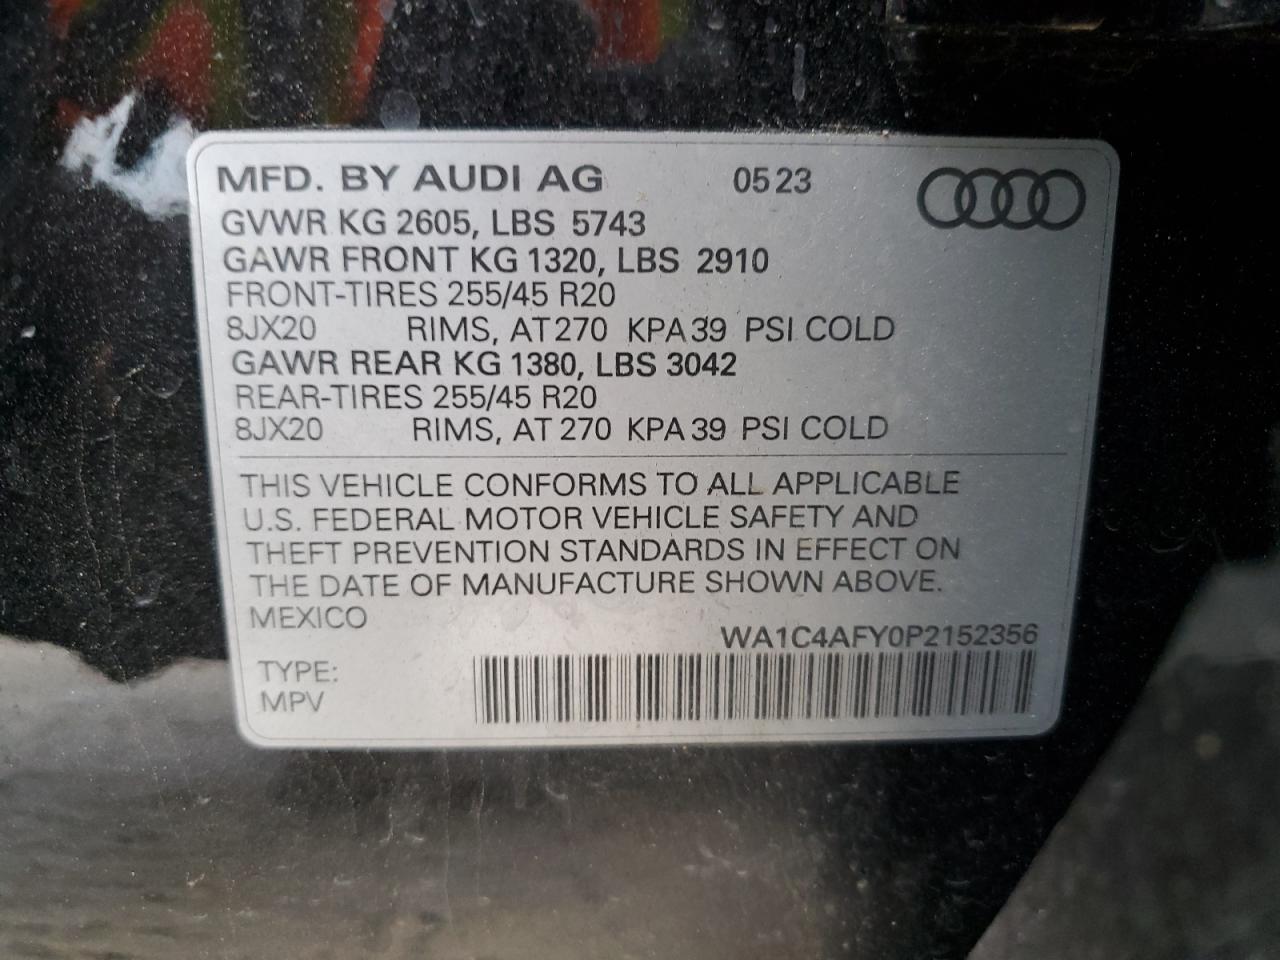 MFD. BY AUDI AG 0523
GVWR KG 2605, LBS 5743
GAWR FRONT KG 1320, LBS 2910
FRONT-TIRES 255/45 R20
8JX20 RIMS, AT 270 KPA 39 PSI COLD
GAWR REAR KG 1380, LBS 3042
REAR-TIRES 255/45 R20
8JX20 RIMS, AT 270 KPA 39 PSI COLD
THIS VEHICLE CONFORMS TO ALL APPLICABLE
U.S. FEDERAL MOTOR VEHICLE SAFETY AND
THEFT PREVENTION STANDARDS IN EFFECT ON
THE DATE OF MANUFACTURE SHOWN ABOVE.
MEXICO
WA1C4AFY0P2152356
TYPE:
MPV